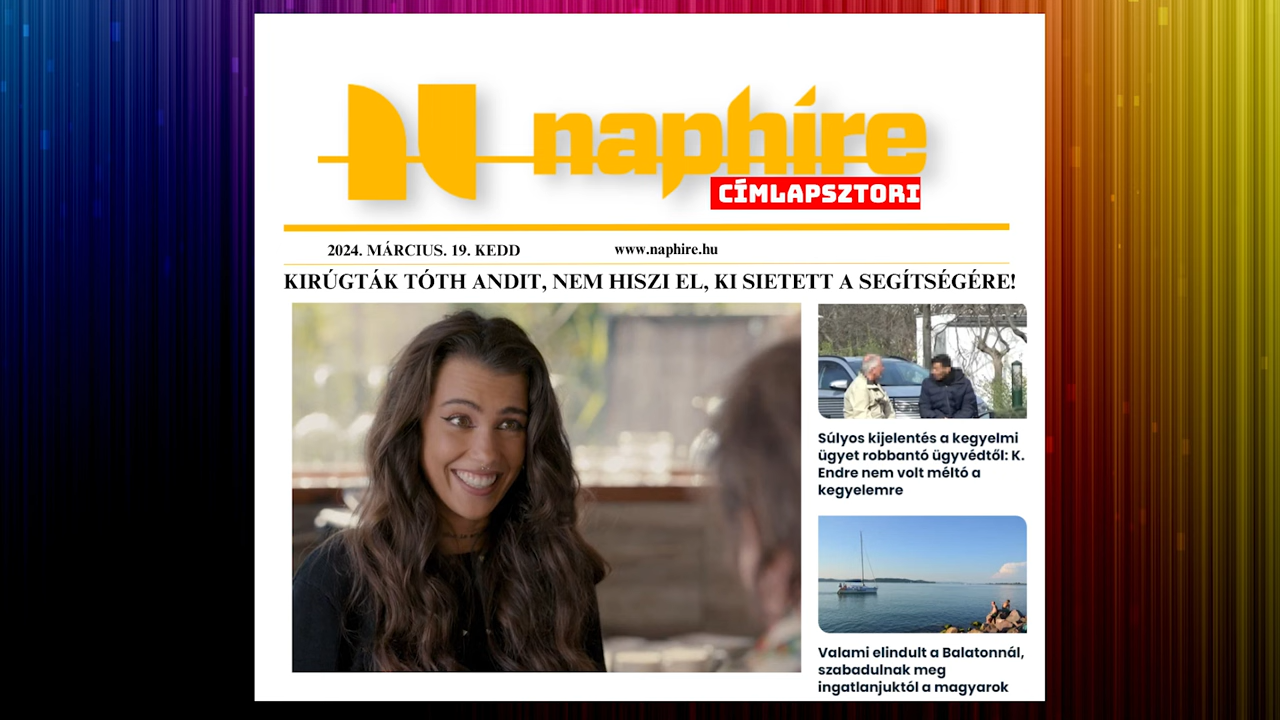 naphíre
CÍMLAPSZTORI
2024. MÁRCIUS. 19. KEDD
www.naphire.hu
KIRÚGTÁK TÓTH ANDIT, NEM HISZI EL, KI SIETETT A SEGÍTSÉGÉRE!
Súlyos kijelentés a kegyelmi
ügyet robbantó ügyvédtől: K.
Endre nem volt méltó a
kegyelemre
Valami elindult a Balatonnál,
szabadulnak meg
ingatlanjuktól a magyarok